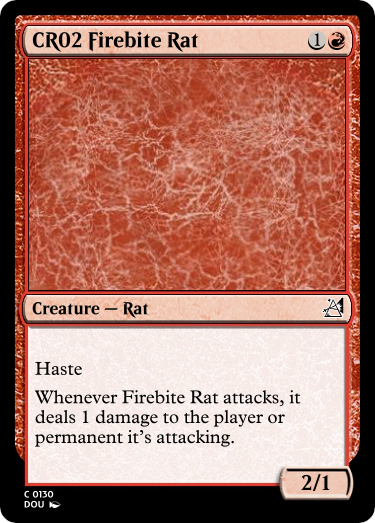 CR02 Firebite Rat 1
Creature — Rat
Haste
Whenever Firebite Rat attacks, it
deals 1 damage to the player or
permanent it's attacking.
2/1
C 0130
DOU